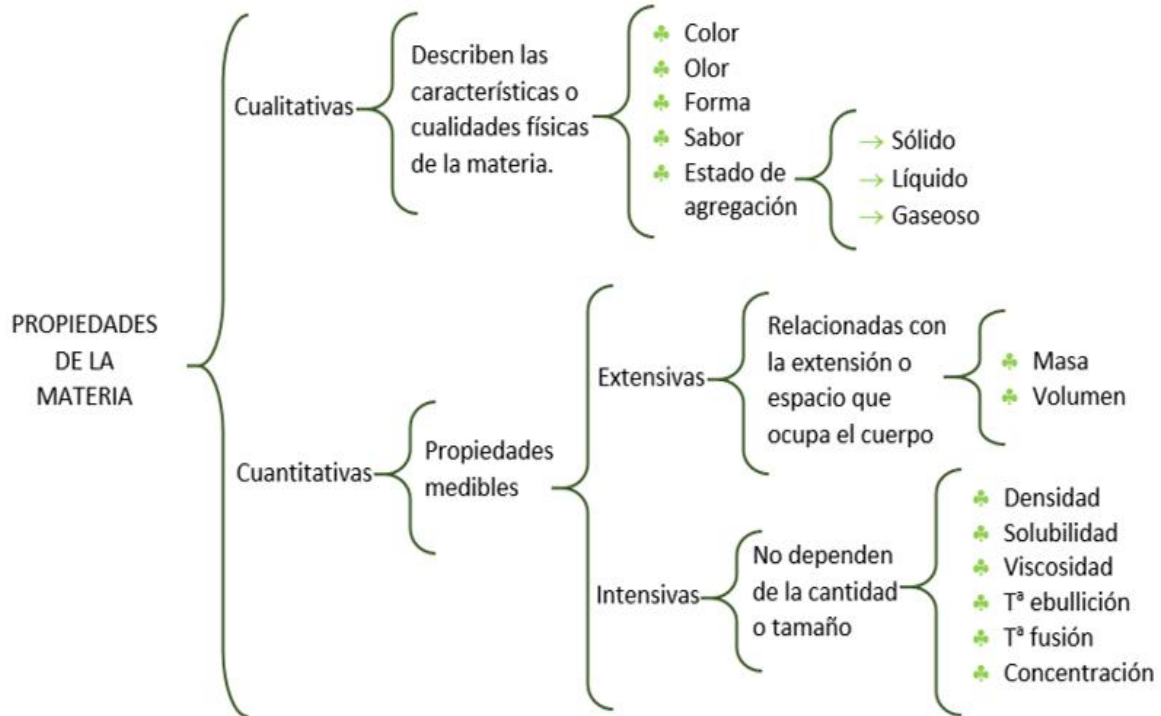 PROPIEDADES
DE LA
MATERIA
Cualitativas
Describen las
características o
cualidades físicas
de la materia.
Color
Olor
Forma
Sabor
Estado de
agregación
Sólido
Líquido
Gaseoso
Cuantitativas
Propiedades
medibles
Extensivas
Relacionadas con
la extensión o
espacio que
ocupa el cuerpo
Masa
Volumen
Intensivas
No dependen
de la cantidad
o tamaño
Densidad
Solubilidad
Viscosidad
Tª ebullición
Tª fusión
Concentración